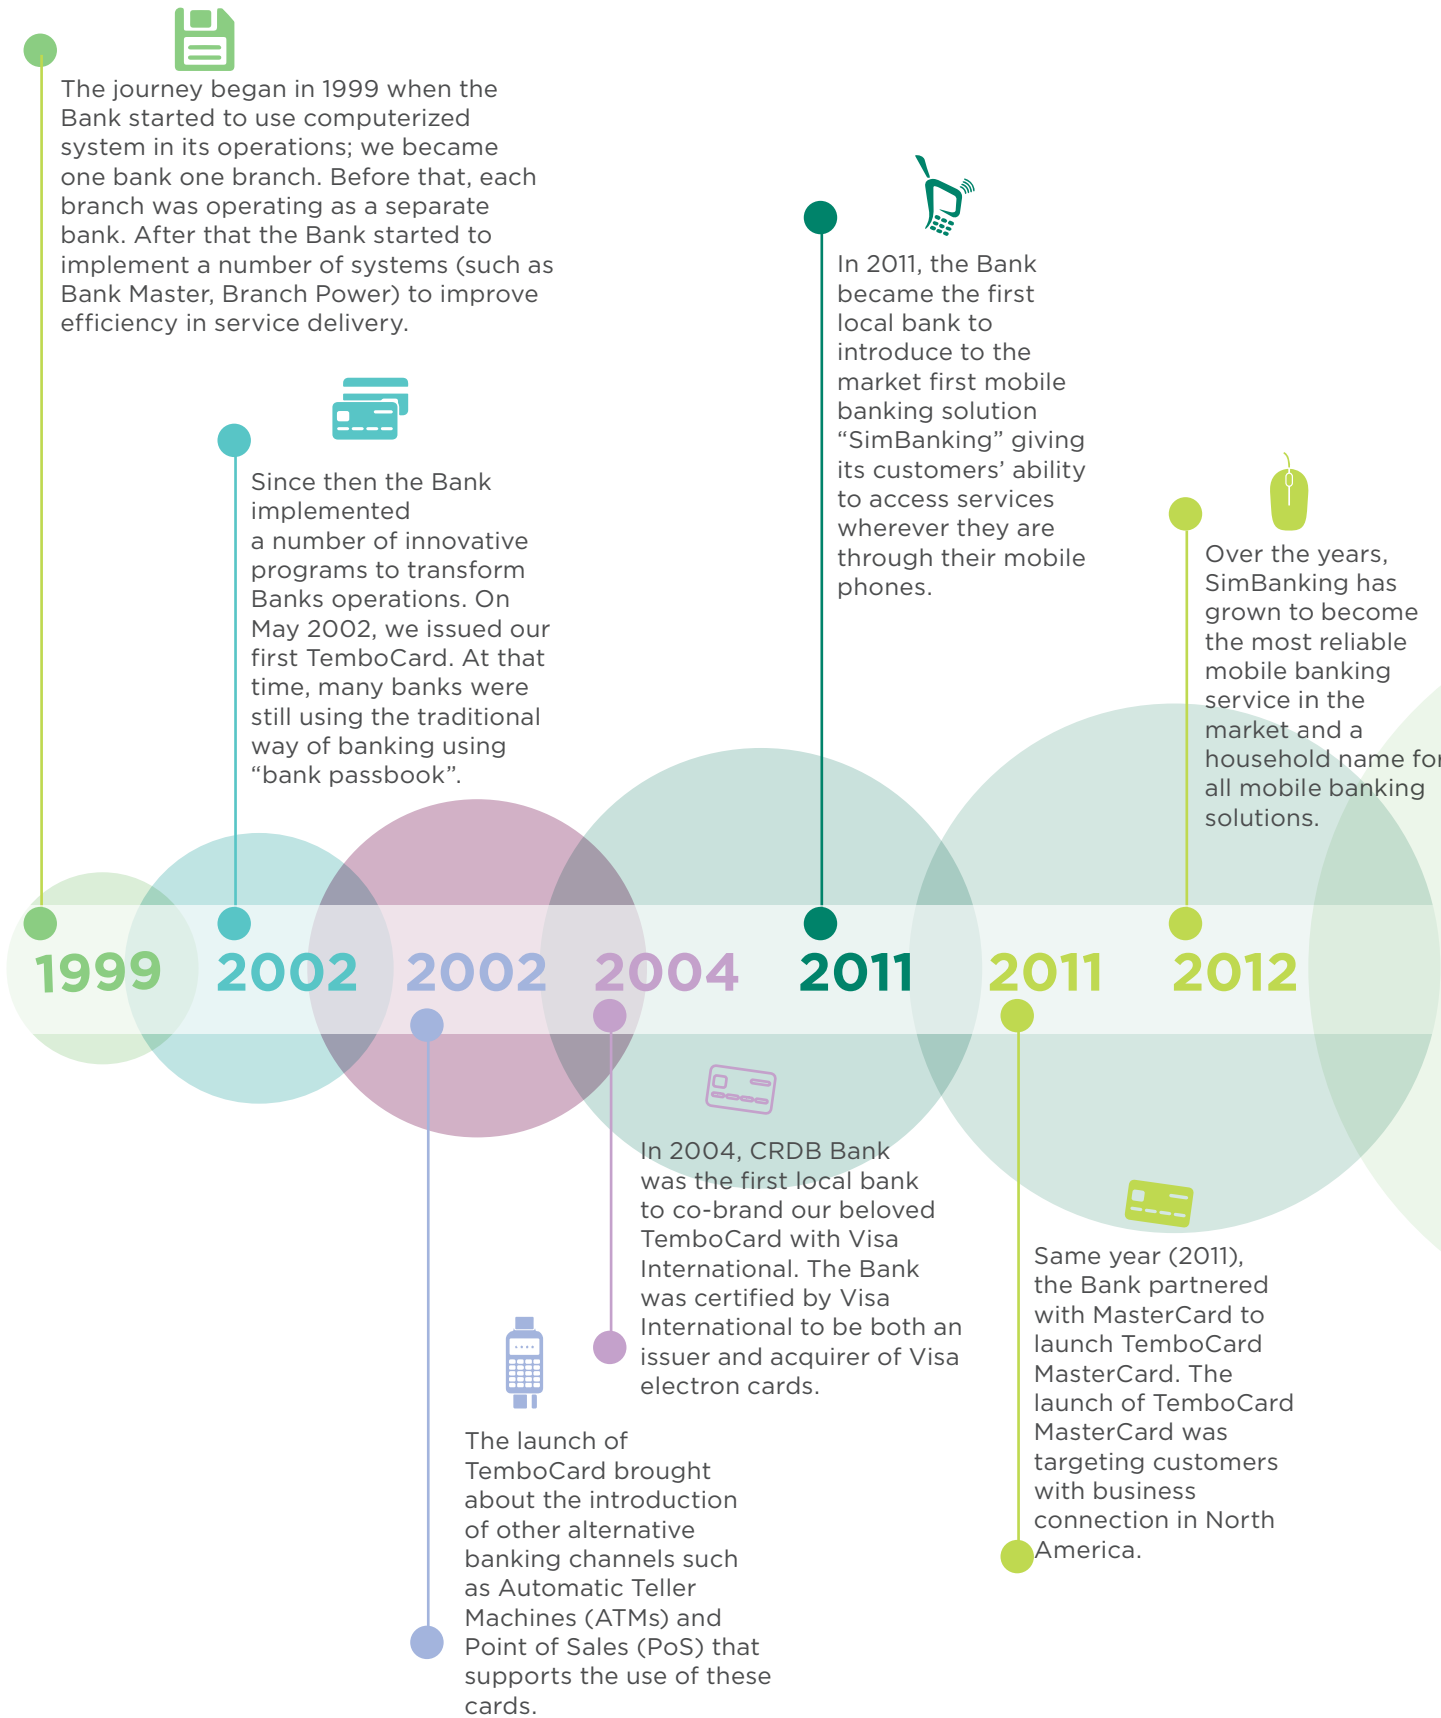 The journey began in 1999 when the
Bank started to use computerized
system in its operations; we became
one bank one branch. Before that, each
branch was operating as a separate
bank. After that the Bank started to
implement a number of systems (such as
Bank Master, Branch Power) to improve
efficiency in service delivery.
Since then the Bank
implemented
a number of innovative
programs to transform
Banks operations. On
May 2002, we issued our
first TemboCard. At that
time, many banks were
still using the traditional
way of banking using
“bank passbook”.
In 2011, the Bank
became the first
local bank to
introduce to the
market first mobile
banking solution
“SimBanking” giving
its customers’ ability
to access services
wherever they are
through their mobile
phones.
Over the years,
SimBanking has
grown to become
the most reliable
mobile banking
service in the
market and a
household name for
all mobile banking
solutions.
1999 2002 2002 2004 2011 2011 2012
The launch of
TemboCard brought
about the introduction
of other alternative
banking channels such
as Automatic Teller
Machines (ATMs) and
Point of Sales (PoS) that
supports the use of these
cards.
In 2004, CRDB Bank
was the first local bank
to co-brand our beloved
TemboCard with Visa
International. The Bank
was certified by Visa
International to be both an
issuer and acquirer of Visa
electron cards.
Same year (2011),
the Bank partnered
with MasterCard to
launch TemboCard
MasterCard. The
launch of TemboCard
MasterCard was
targeting customers
with business
connection in North
America.